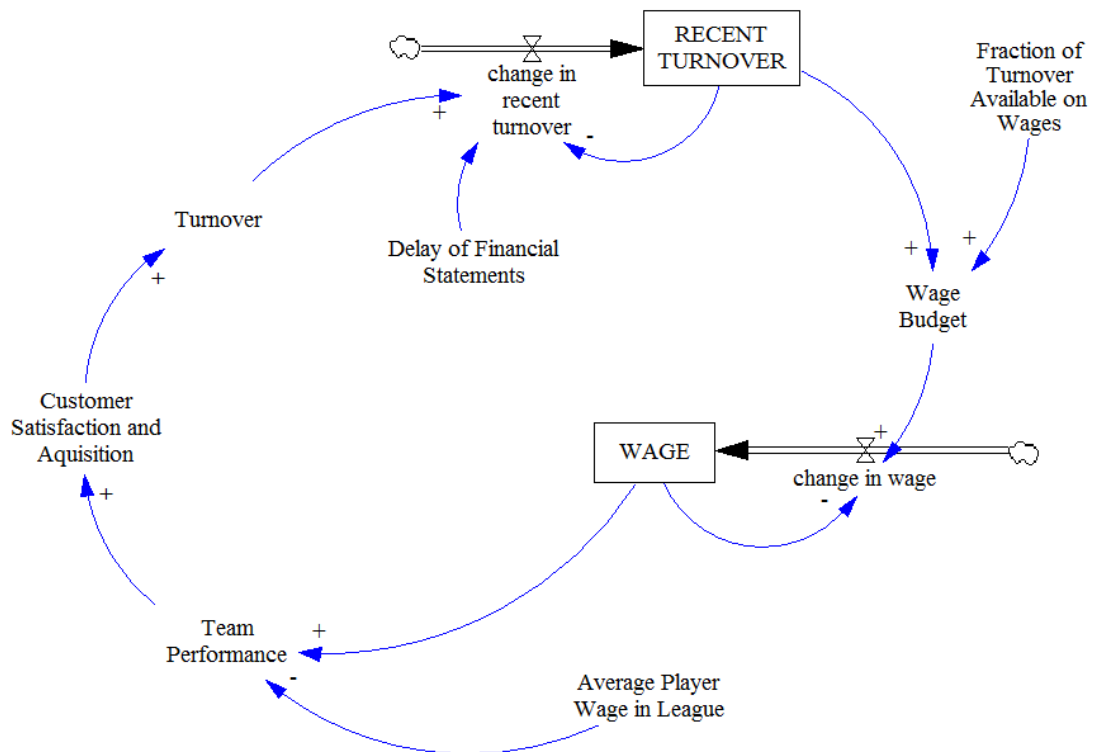 RECENT
TURNOVER
Fraction of
Turnover
Available on
Wages
change in
recent
turnover
+
-
Turnover
Delay of Financial
Statements
+
+
+
Wage
Budget
Customer
Satisfaction and
Aquisition
WAGE
+
change in wage
-
+
Team
Performance
+
-
Average Player
Wage in League